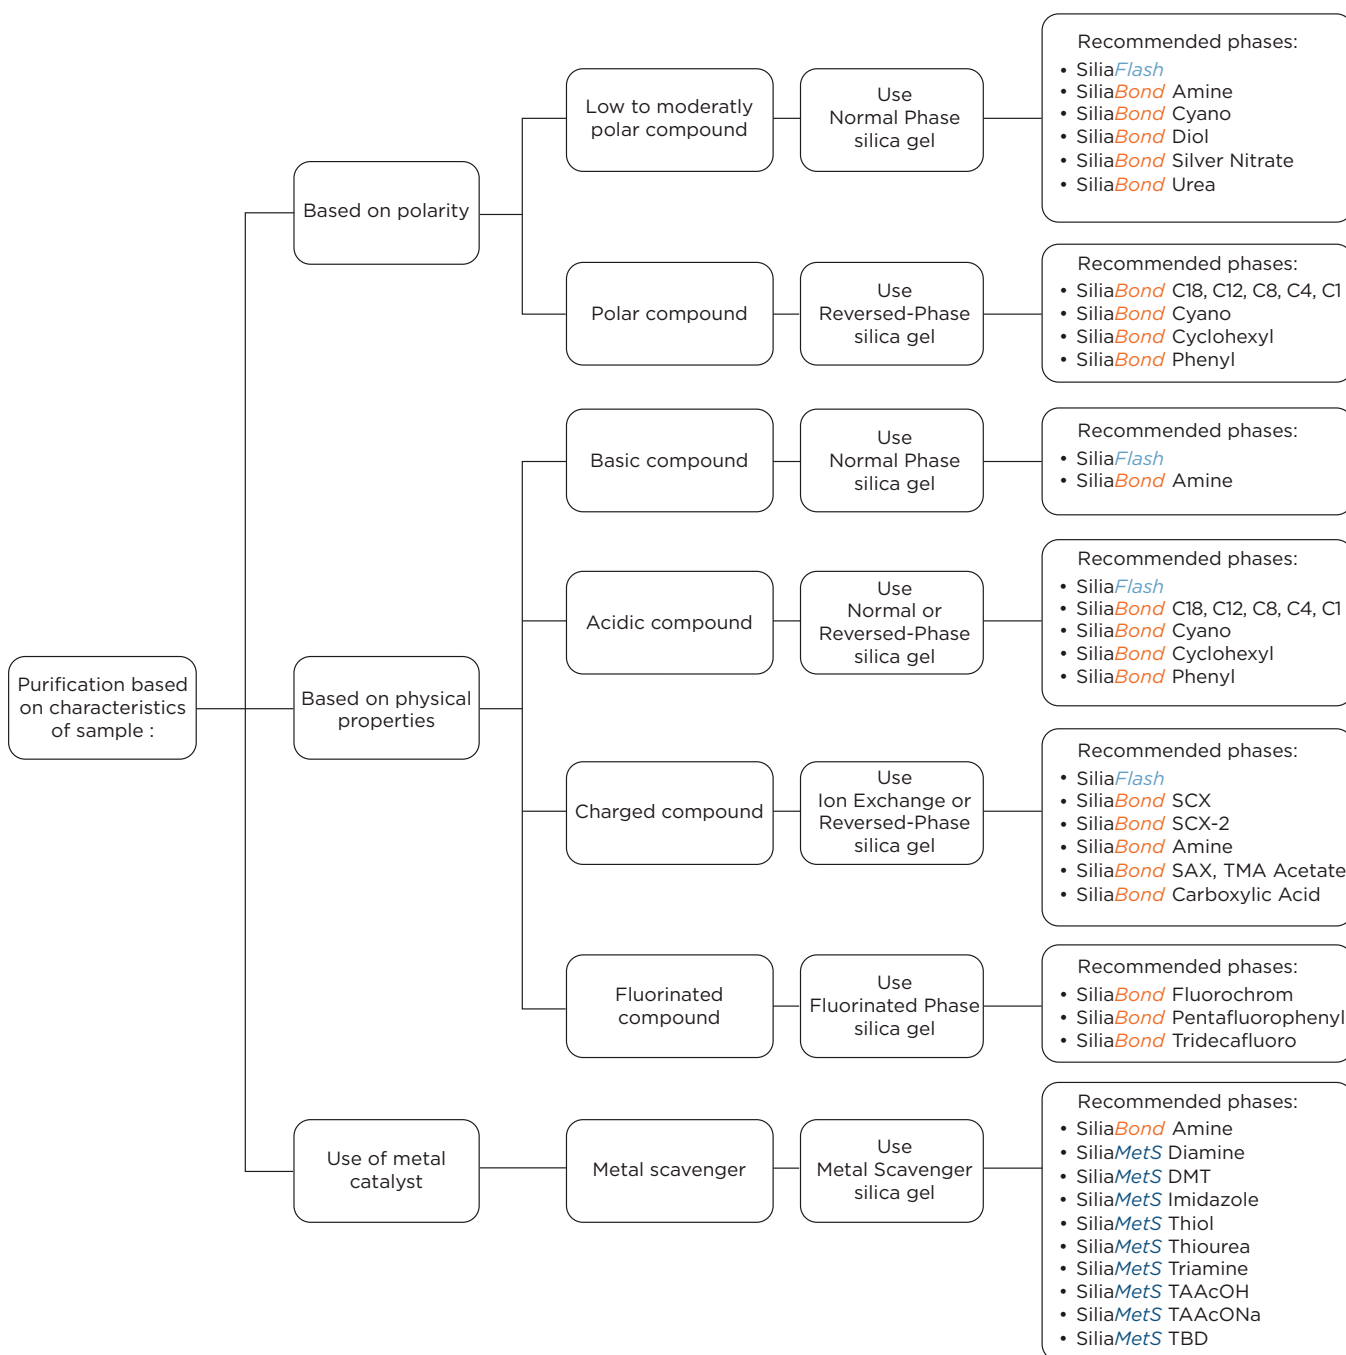 Purification based
on characteristics
of sample :
Based on polarity
Low to moderatly
polar compound
Use
Normal Phase
silica gel
Recommended phases:
• SiliaFlash
• SiliaBond Amine
• SiliaBond Cyano
• SiliaBond Diol
• SiliaBond Silver Nitrate
• SiliaBond Urea
Polar compound
Use
Reversed-Phase
silica gel
Recommended phases:
• SiliaBond C18, C12, C8, C4, C1
• SiliaBond Cyano
• SiliaBond Cyclohexyl
• SiliaBond Phenyl
Based on physical
properties
Basic compound
Use
Normal Phase
silica gel
Recommended phases:
• SiliaFlash
• SiliaBond Amine
Acidic compound
Use
Normal or
Reversed-Phase
silica gel
Recommended phases:
• SiliaFlash
• SiliaBond C18, C12, C8, C4, C1
• SiliaBond Cyano
• SiliaBond Cyclohexyl
• SiliaBond Phenyl
Charged compound
Use
Ion Exchange or
Reversed-Phase
silica gel
Recommended phases:
• SiliaFlash
• SiliaBond SCX
• SiliaBond SCX-2
• SiliaBond Amine
• SiliaBond SAX, TMA Acetate
• SiliaBond Carboxylic Acid
Fluorinated
compound
Use
Fluorinated Phase
silica gel
Recommended phases:
• SiliaBond Fluorochrom
• SiliaBond Pentafluorophenyl
• SiliaBond Tridecafluoro
Use of metal
catalyst
Metal scavenger
Use
Metal Scavenger
silica gel
Recommended phases:
• SiliaBond Amine
• SiliaMetS Diamine
• SiliaMetS DMT
• SiliaMetS Imidazole
• SiliaMetS Thiol
• SiliaMetS Thiourea
• SiliaMetS Triamine
• SiliaMetS TAAcOH
• SiliaMetS TAAcONa
• SiliaMetS TBD